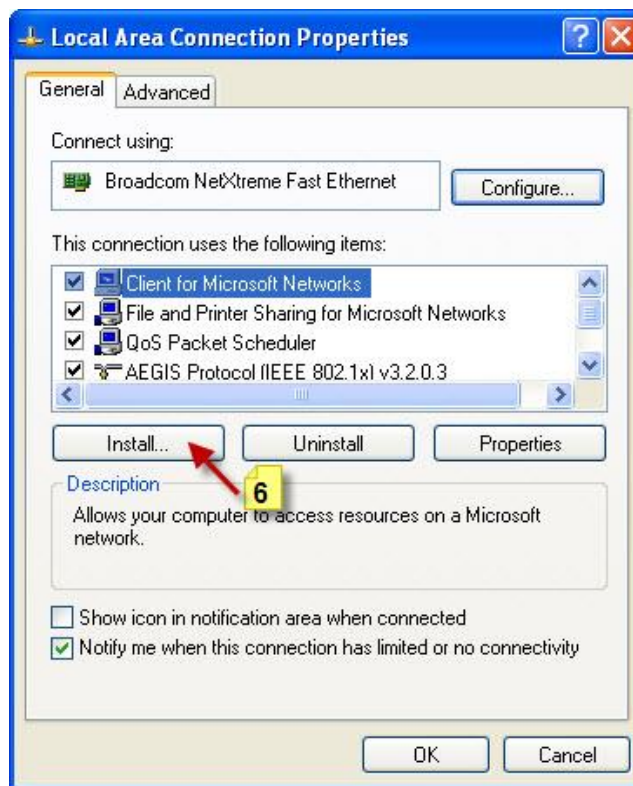 Local Area Connection Properties
General Advanced
Connect using:
Broadcom NetXtreme Fast Ethernet Configure...
This connection uses the following items:
Client for Microsoft Networks
File and Printer Sharing for Microsoft Networks
QoS Packet Scheduler
AEGIS Protocol (IEEE 802.1x) v3.2.0.3
Install... Uninstall Properties
6
Description
Allows your computer to access resources on a Microsoft
network.
Show icon in notification area when connected
Notify me when this connection has limited or no connectivity
OK Cancel